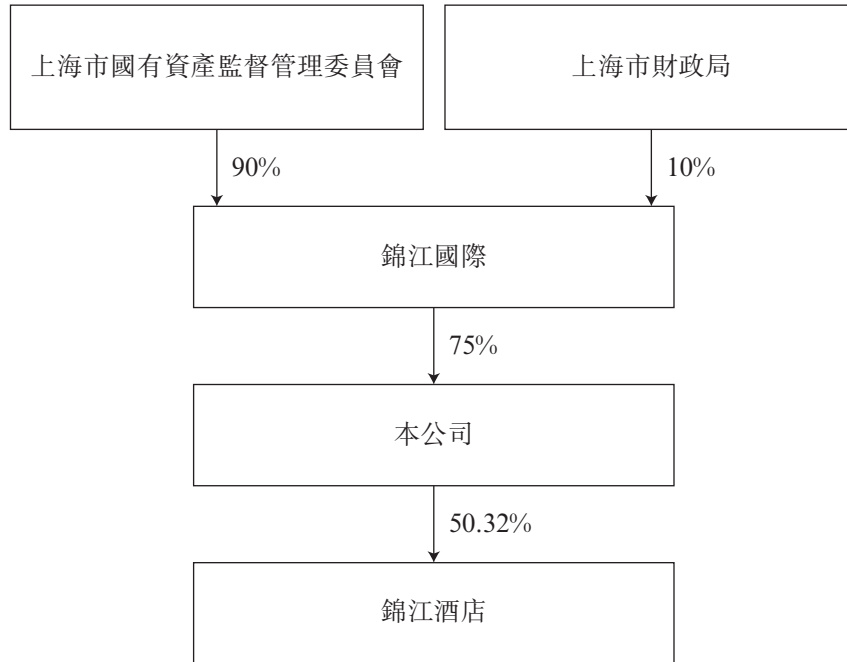 上海市國有資產監督管理委員會
上海市財政局
90%
10%
錦江國際
75%
本公司
50.32%
錦江酒店